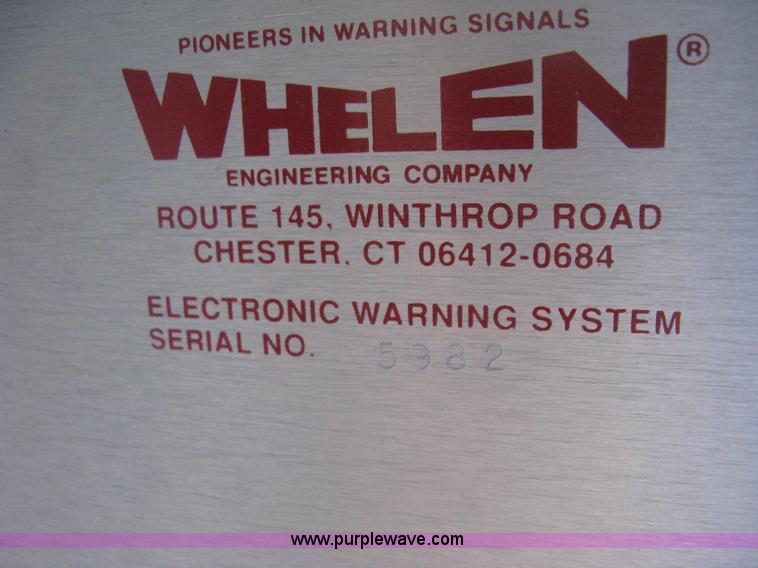 PIONEERS IN WARNING SIGNALS
WHELEN®
ENGINEERING COMPANY
ROUTE 145, WINTHROP ROAD
CHESTER, CT 06412-0684
ELECTRONIC WARNING SYSTEM
SERIAL NO. 5982
www.purplewave.com